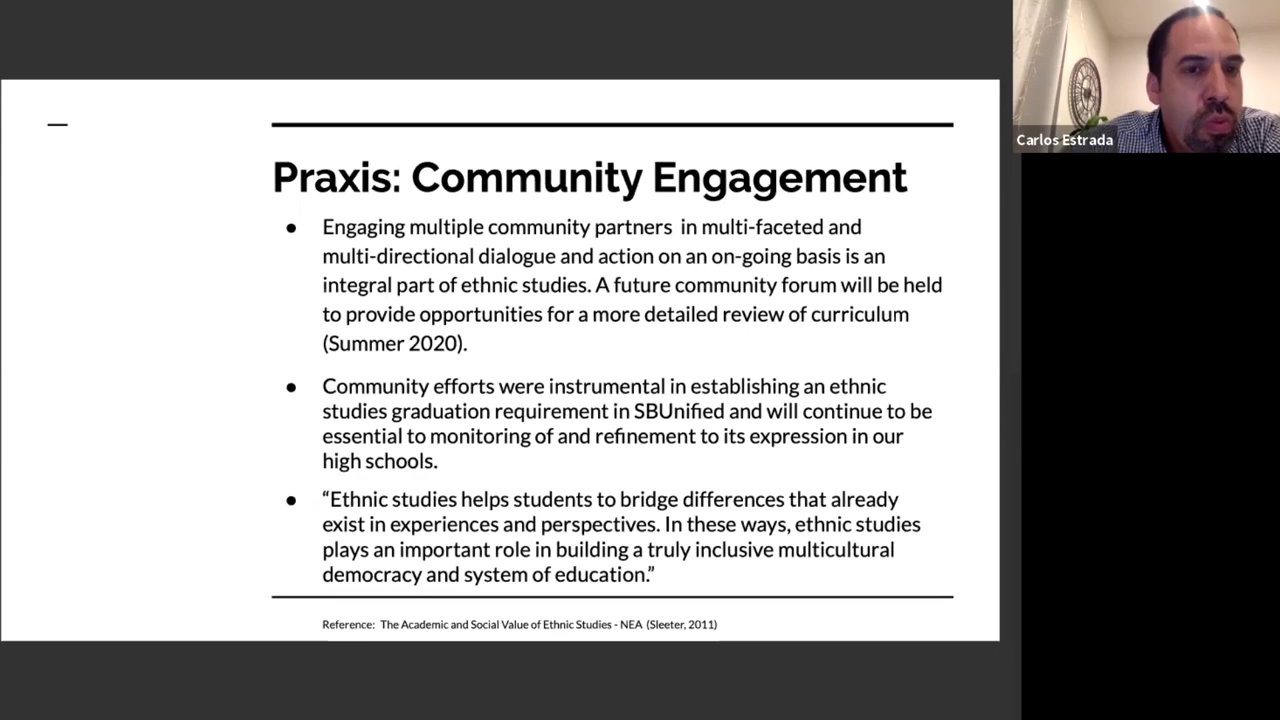 Praxis: Community Engagement
● Engaging multiple community partners in multi-faceted and
multi-directional dialogue and action on an on-going basis is an
integral part of ethnic studies. A future community forum will be held
to provide opportunities for a more detailed review of curriculum
(Summer 2020).
● Community efforts were instrumental in establishing an ethnic
studies graduation requirement in SBUnified and will continue to be
essential to monitoring of and refinement to its expression in our
high schools.
● “Ethnic studies helps students to bridge differences that already
exist in experiences and perspectives. In these ways, ethnic studies
plays an important role in building a truly inclusive multicultural
democracy and system of education.”
Reference: The Academic and Social Value of Ethnic Studies - NEA (Sleeter, 2011)
Carlos Estrada